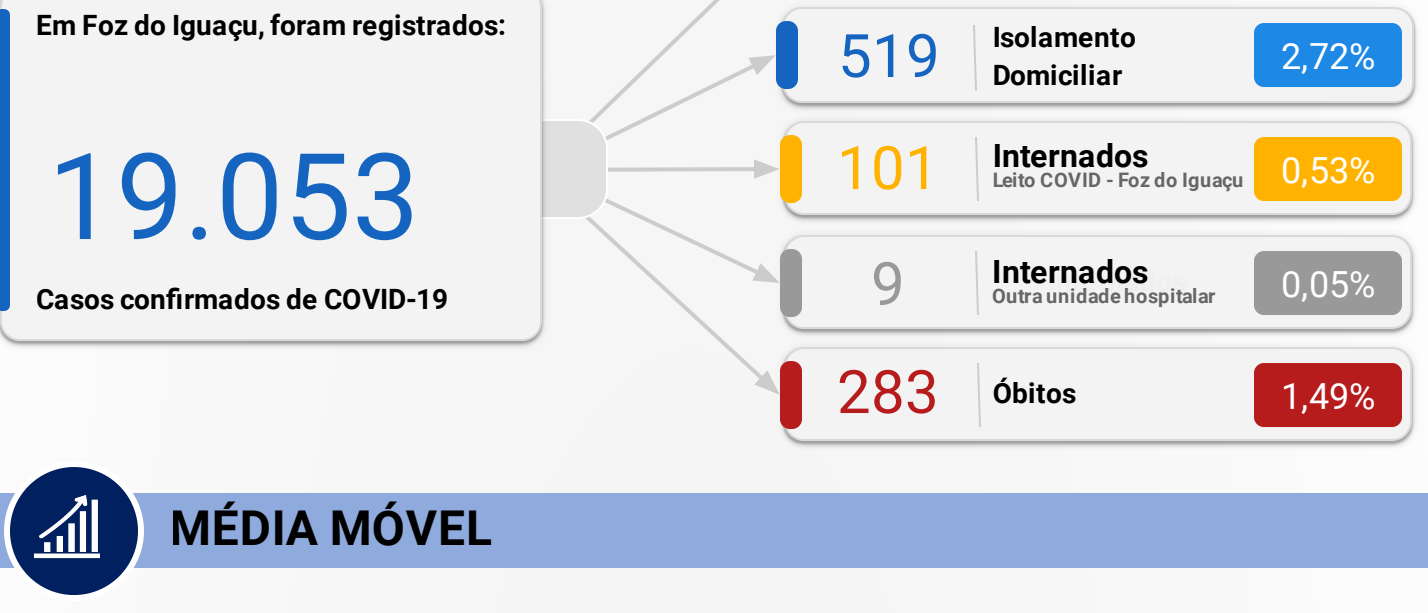 Em Foz do Iguaçu, foram registrados:
19.053
Casos confirmados de COVID-19
519
Isolamento
Domiciliar
2,72%
101
Internados
Leito COVID - Foz do Iguaçu
0,53%
9
Internados
Outra unidade hospitalar
0,05%
283
Óbitos
1,49%
MÉDIA MÓVEL